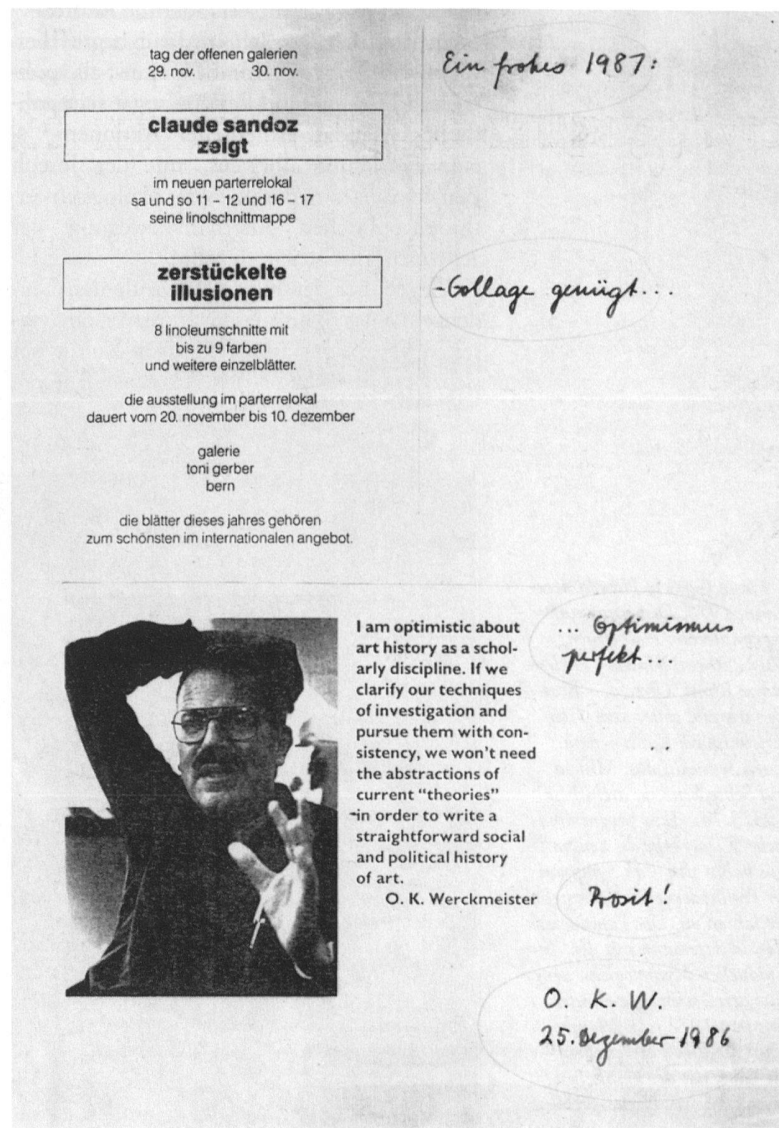 tag der offenen galerien
29. nov. 30. nov.
claude sandoz
zeigt
im neuen parterrelokal
sa und so 11 – 12 und 16 – 17
seine linolschnittmappe
zerstückelte
illusionen
8 linoleumschnitte mit
bis zu 9 farben
und weitere einzelblätter.
die ausstellung im parterrelokal
dauert vom 20. november bis 10. dezember
galerie
toni gerber
bern
die blätter dieses jahres gehören
zum schönsten im internationalen angebot.
Ein frohes 1987:
-Collage genügt...
I am optimistic about
art history as a schol-
arly discipline. If we
clarify our techniques
of investigation and
pursue them with con-
sistency, we won't need
the abstractions of
current "theories"
in order to write a
straightforward social
and political history
of art.
O. K. Werckmeister
... Optimismus
perfekt...
Prosit!
O. K. W.
25. Dezember 1986